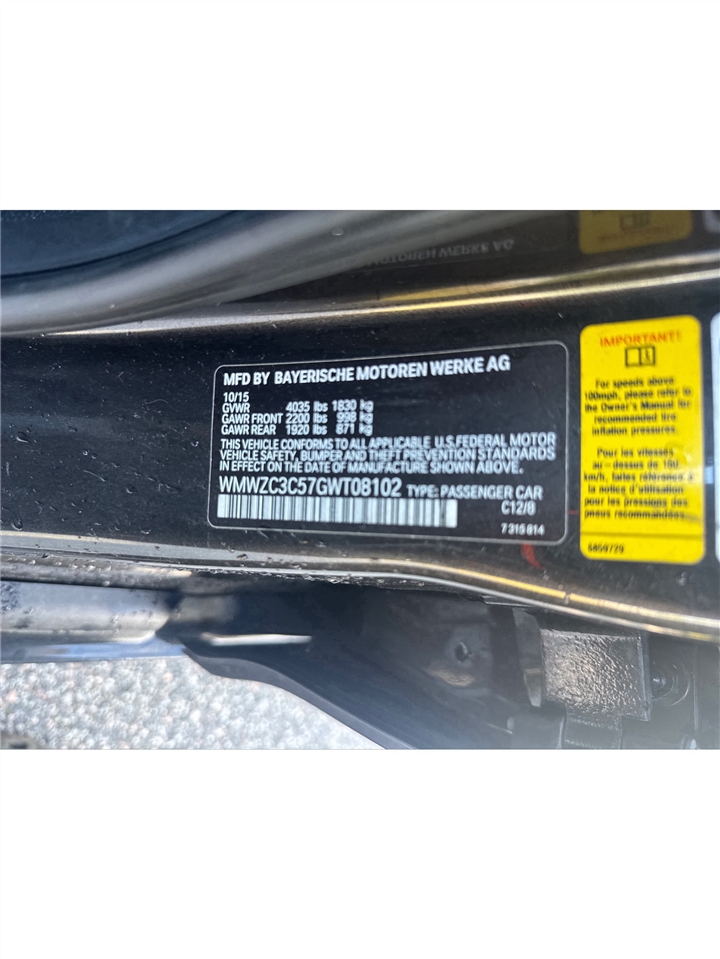 MOTOREN WERKE AG
MFD BY BAYERISCHE MOTOREN WERKE AG
10/15
GVWR 4035 lbs 1830 kg
GAWR FRONT 2200 lbs 998 kg
GAWR REAR 1920 lbs 871 kg
THIS VEHICLE CONFORMS TO ALL APPLICABLE U.S.FEDERAL MOTOR
VEHICLE SAFETY, BUMPER AND THEFT PREVENTION STANDARDS
IN EFFECT ON THE DATE OF MANUFACTURE SHOWN ABOVE.
WMWZC3C57GWT08102 TYPE: PASSENGER CAR
C12/8
7 315 814
IMPORTANT!
For speeds above
100mph, please refer to
the Owner's Manual for
recommended tire
inflation pressures.
Pour les vitesses
au-dessus de 160
km/h, faites référence à
la notice d'utilisation
pour les pressions des
pneus recommandées.